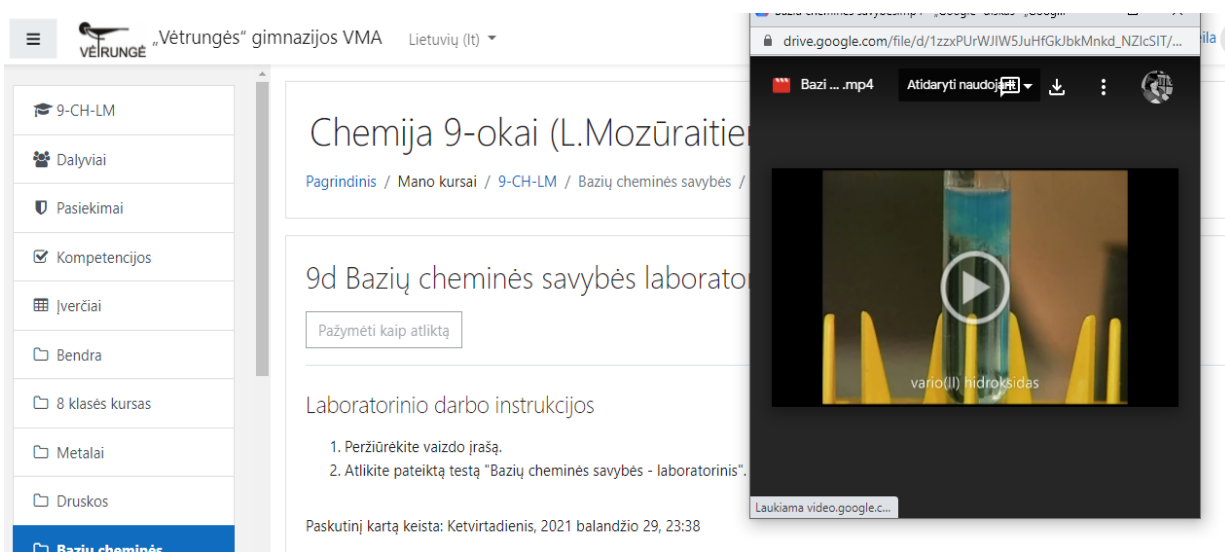 VĖTRUNGĖ
„Vėtrungės“ gimnazijos VMA
Lietuvių (lt)
9-CH-LM
Dalyviai
Pasiekimai
Kompetencijos
Įverčiai
Bendra
8 klasės kursas
Metalai
Druskos
Bazių cheminės
Chemija 9-okai (L.Mozūraitie
Pagrindinis / Mano kursai / 9-CH-LM / Bazių cheminės savybės /
9d Bazių cheminės savybės laborato
Pažymėti kaip atliktą
Laboratorinio darbo instrukcijos
1. Peržiūrėkite vaizdo įrašą.
2. Atlikite pateiktą testą "Bazių cheminės savybės - laboratorinis".
Paskutinį kartą keista: Ketvirtadienis, 2021 balandžio 29, 23:38
drive.google.com/file/d/1zzxPUrWJIW5JuHfGkJbkMnkd_NZIcSIT/...
Bazi ... .mp4
Atidaryti naudojant
vario(II) hidroksidas
Laukiama video.google.c...